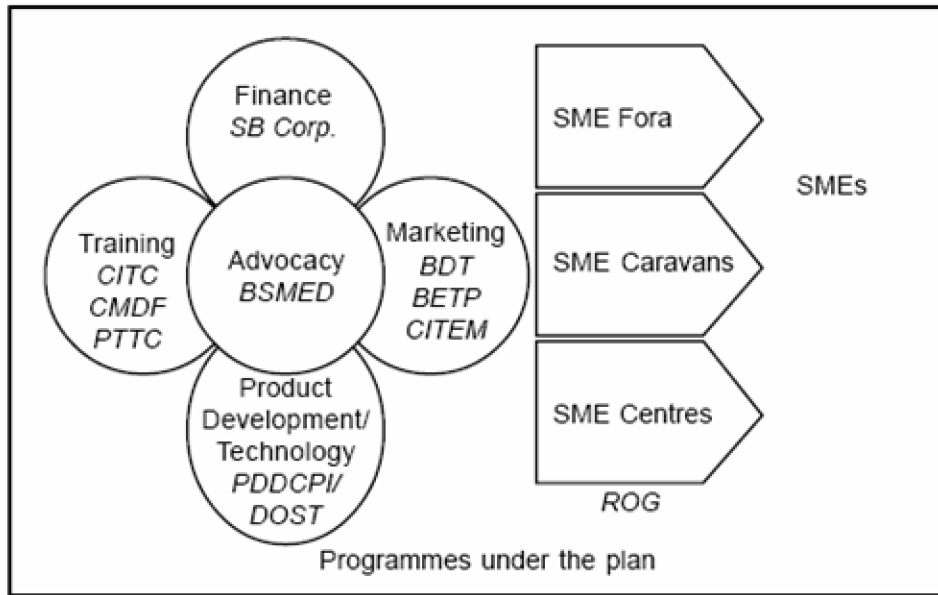 Finance
SB Corp.
Training
CITC
CMDF
PTTC
Advocacy
BSMED
Marketing
BDT
BETP
CITEM
Product
Development/
Technology
PDDCPI/
DOST
SME Fora
SME Caravans
SME Centres
ROG
SMEs
Programmes under the plan